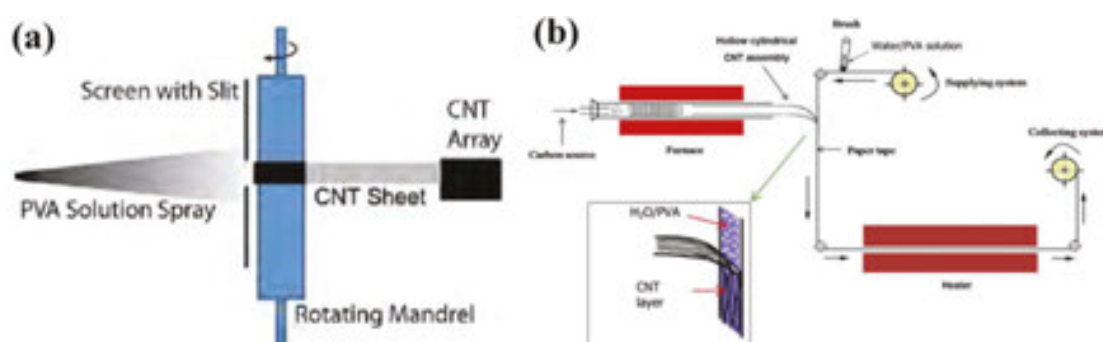 (a)
Screen with Slit
CNT
Array
CNT Sheet
PVA Solution Spray
Rotating Mandrel
(b)
Brush
Water/PVA solution
Hollow cylindrical
CNT assembly
Supplying system
Collecting system
Carbon source
Furnace
Paper tape
H₂O/PVA
CNT
layer
Heater